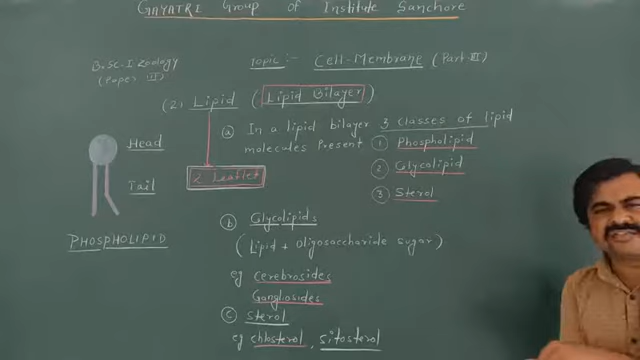 GAYATRI Group of Institute Sanchore
B.SC-I Zoology
(Paper III)
Topic :- Cell-Membrane (Part III)
(2) Lipid (Lipid Bilayer)
(a) In a lipid bilayer 3 classes of lipid
molecules Present
(1) Phospholipid
(2) Glycolipid
(3) Sterol
2 Leaflet
Head
Tail
PHOSPHOLIPID
(b) Glycolipids
(Lipid + Oligosaccharide sugar)
eg Cerebrosides
Gangliosides
(c) Sterol
eg chlosterol, sitosterol